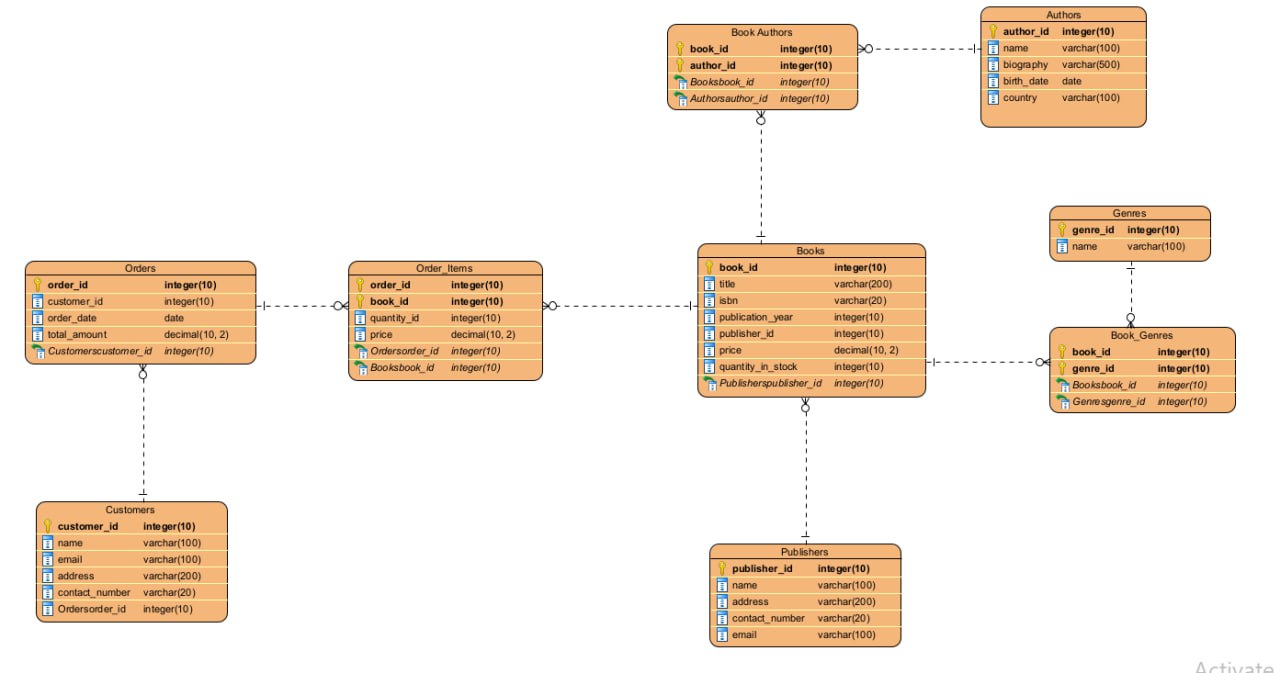 Authors
author_id integer(10)
name varchar(100)
biography varchar(500)
birth_date date
country varchar(100)
Book Authors
book_id integer(10)
author_id integer(10)
Booksbook_id integer(10)
Authorsauthor_id integer(10)
Genres
genre_id integer(10)
name varchar(100)
Books
book_id integer(10)
title varchar(200)
isbn varchar(20)
publication_year integer(10)
publisher_id integer(10)
price decimal(10, 2)
quantity_in_stock integer(10)
Publisherspublisher_id integer(10)
Orders
order_id integer(10)
customer_id integer(10)
order_date date
total_amount decimal(10, 2)
Customerscustomer_id integer(10)
Order_Items
order_id integer(10)
book_id integer(10)
quantity_id integer(10)
price decimal(10, 2)
Ordersorder_id integer(10)
Booksbook_id integer(10)
Book_Genres
book_id integer(10)
genre_id integer(10)
Booksbook_id integer(10)
Genresgenre_id integer(10)
Customers
customer_id integer(10)
name varchar(100)
email varchar(100)
address varchar(200)
contact_number varchar(20)
Ordersorder_id integer(10)
Publishers
publisher_id integer(10)
name varchar(100)
address varchar(200)
contact_number varchar(20)
email varchar(100)
Activate